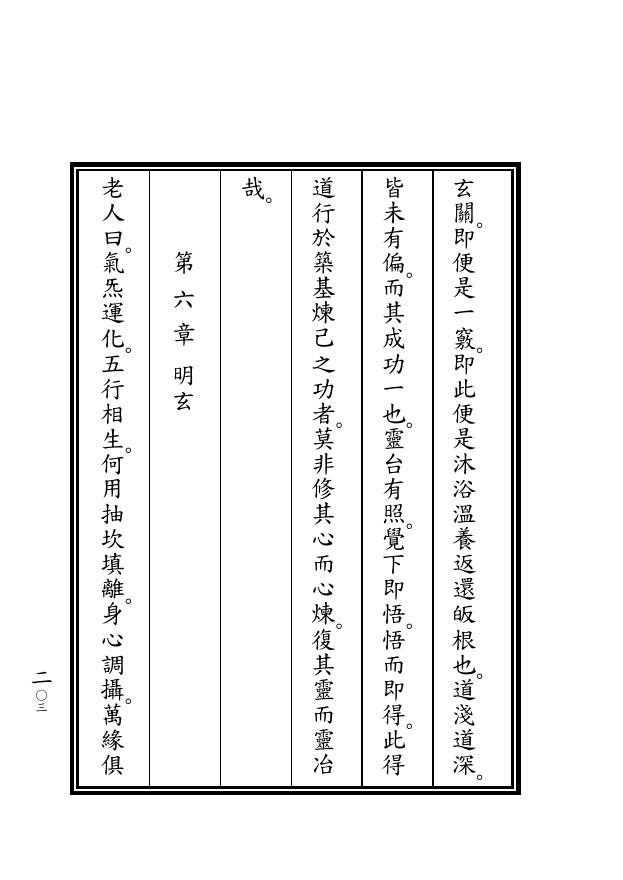 玄關。即便是一竅。即此便是沐浴溫養返還皈根也。道淺道深。
皆未有偏。而其成功一也。靈台有照。覺下即悟。悟而即得。此得
道行於築基煉己之功者。莫非修其心而心煉。復其靈而靈冶
哉。
第六章 明玄
老人曰。氣炁運化。五行相生。何用抽坎填離。身心調攝。萬緣俱
二〇三